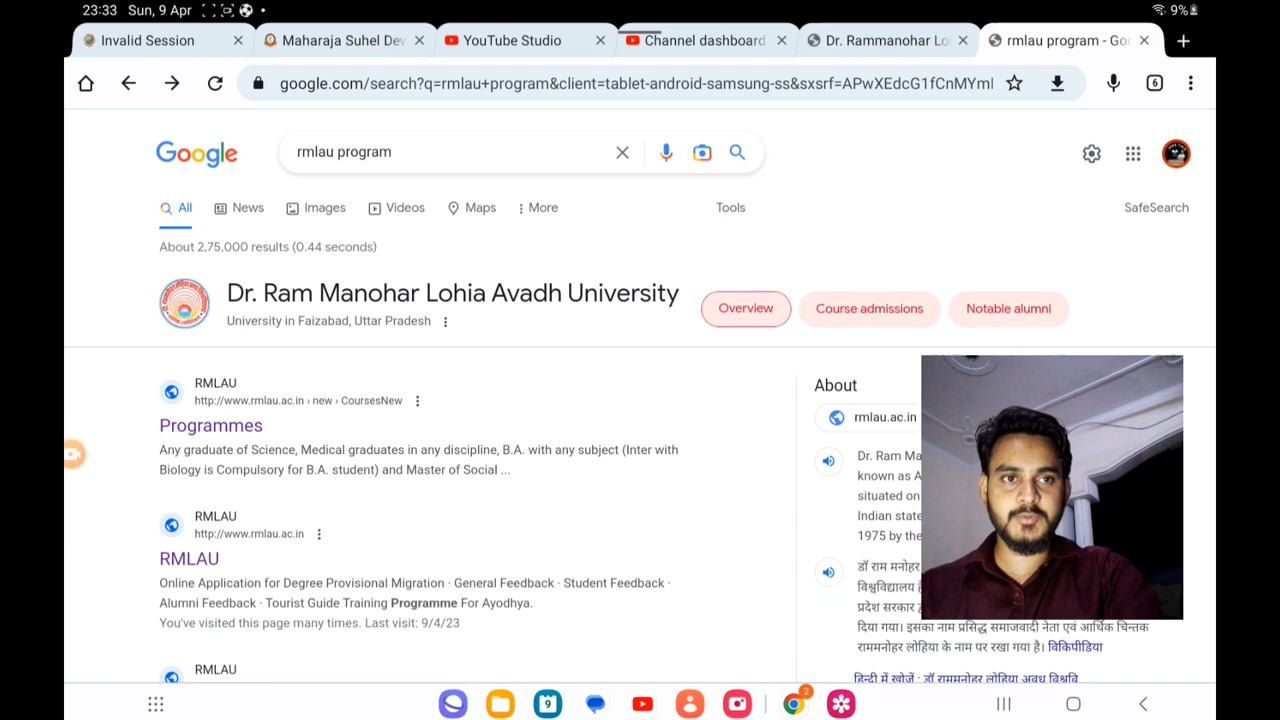 23:33 Sun, 9 Apr
9%
Invalid Session
Maharaja Suhel Dev
YouTube Studio
Channel dashboard
Dr. Rammanohar Lo
rmlau program - Goo
google.com/search?q=rmlau+program&client=tablet-android-samsung-ss&sxsrf=APwXEdcG1fCnMYmI
6
Google
rmlau program
All
News
Images
Videos
Maps
More
Tools
SafeSearch
About 2,75,000 results (0.44 seconds)
Dr. Ram Manohar Lohia Avadh University
University in Faizabad, Uttar Pradesh
Overview
Course admissions
Notable alumni
RMLAU
http://www.rmlau.ac.in › new › CoursesNew
Programmes
Any graduate of Science, Medical graduates in any discipline, B.A. with any subject (Inter with
Biology is Compulsory for B.A. student) and Master of Social ...
RMLAU
http://www.rmlau.ac.in
RMLAU
Online Application for Degree Provisional Migration · General Feedback · Student Feedback ·
Alumni Feedback · Tourist Guide Training Programme For Ayodhya.
You've visited this page many times. Last visit: 9/4/23
RMLAU
About
rmlau.ac.in
Dr. Ram Ma
known as A
situated on
Indian state
1975 by the
डॉ राम मनोहर
विश्वविद्यालय
प्रदेश सरकार
दिया गया। इसका नाम प्रसिद्ध समाजवादी नेता एवं आर्थिक चिन्तक
राममनोहर लोहिया के नाम पर रखा गया है। विकिपीडिया
हिन्दी में खोजें : डॉ राममनोहर लोहिया अवध विश्ववि
9
2